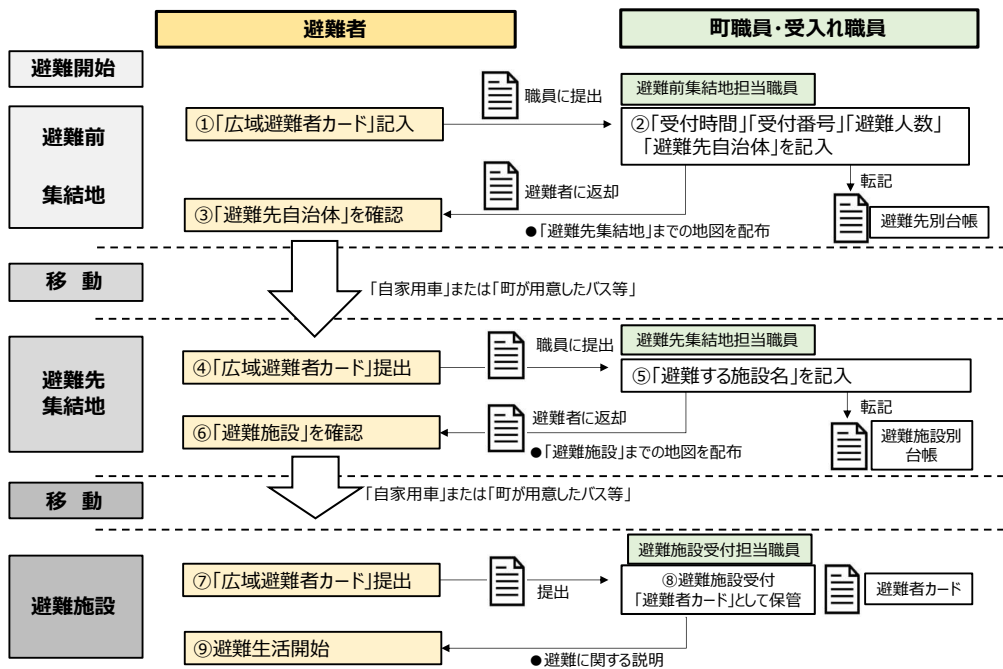 避難者
町職員・受入れ職員
避難開始
避難前
集結地
職員に提出
避難前集結地担当職員
①「広域避難者カード」記入
②「受付時間」「受付番号」「避難人数」
「避難先自治体」を記入
避難者に返却
転記
③「避難先自治体」を確認
●「避難先集結地」までの地図を配布
避難先別台帳
移 動
「自家用車」または「町が用意したバス等」
避難先
集結地
職員に提出
避難先集結地担当職員
④「広域避難者カード」提出
⑤「避難する施設名」を記入
避難者に返却
転記
⑥「避難施設」を確認
●「避難施設」までの地図を配布
避難施設別
台帳
移 動
「自家用車」または「町が用意したバス等」
避難施設
避難施設受付担当職員
⑦「広域避難者カード」提出
提出
⑧避難施設受付
「避難者カード」として保管
避難者カード
⑨避難生活開始
●避難に関する説明